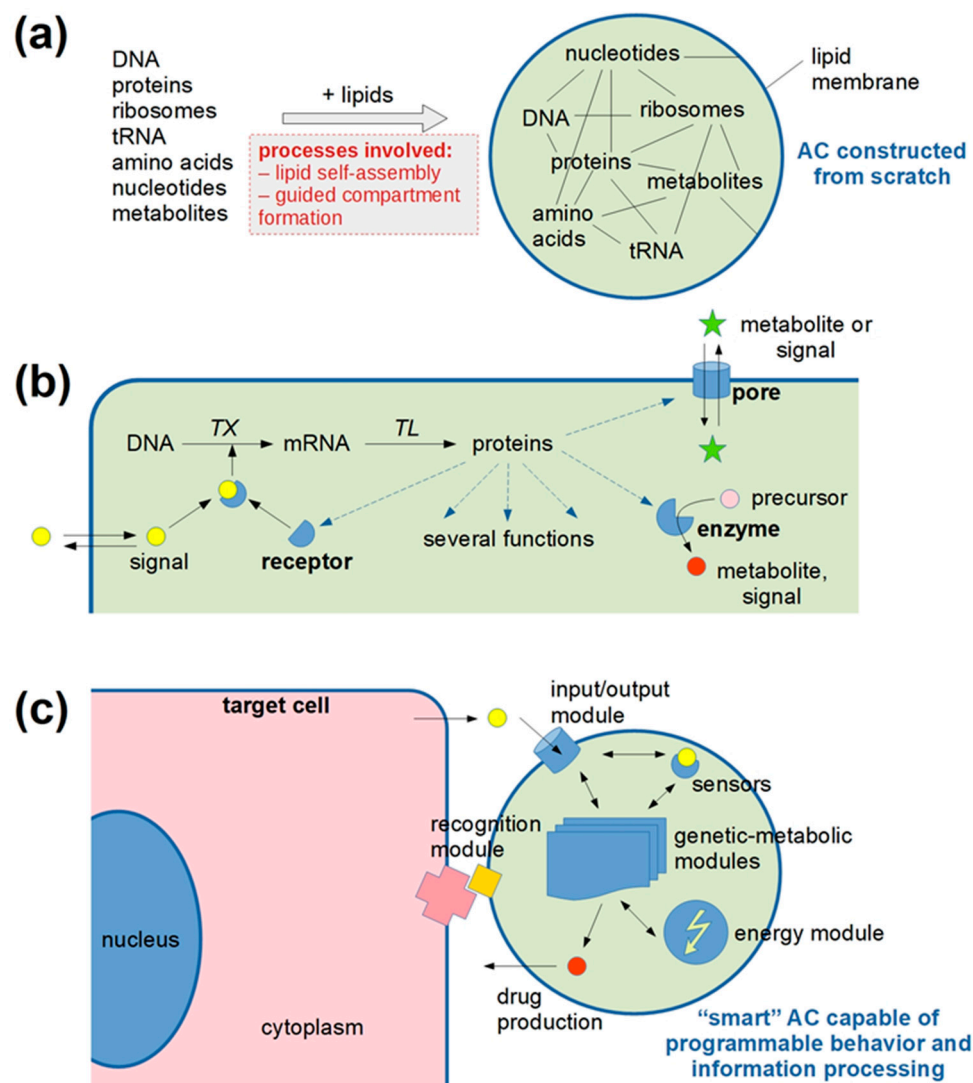 (a)
DNA
proteins
ribosomes
tRNA
amino acids
nucleotides
metabolites
+ lipids
processes involved:
– lipid self-assembly
– guided compartment
formation
nucleotides
DNA
ribosomes
proteins
metabolites
amino
acids
tRNA
lipid
membrane
AC constructed
from scratch
(b)
metabolite or
signal
pore
DNA
TX
mRNA
TL
proteins
precursor
enzyme
signal
receptor
several functions
metabolite,
signal
(c)
target cell
input/output
module
sensors
recognition
module
genetic-metabolic
modules
nucleus
energy module
drug
production
cytoplasm
“smart” AC capable of
programmable behavior and
information processing